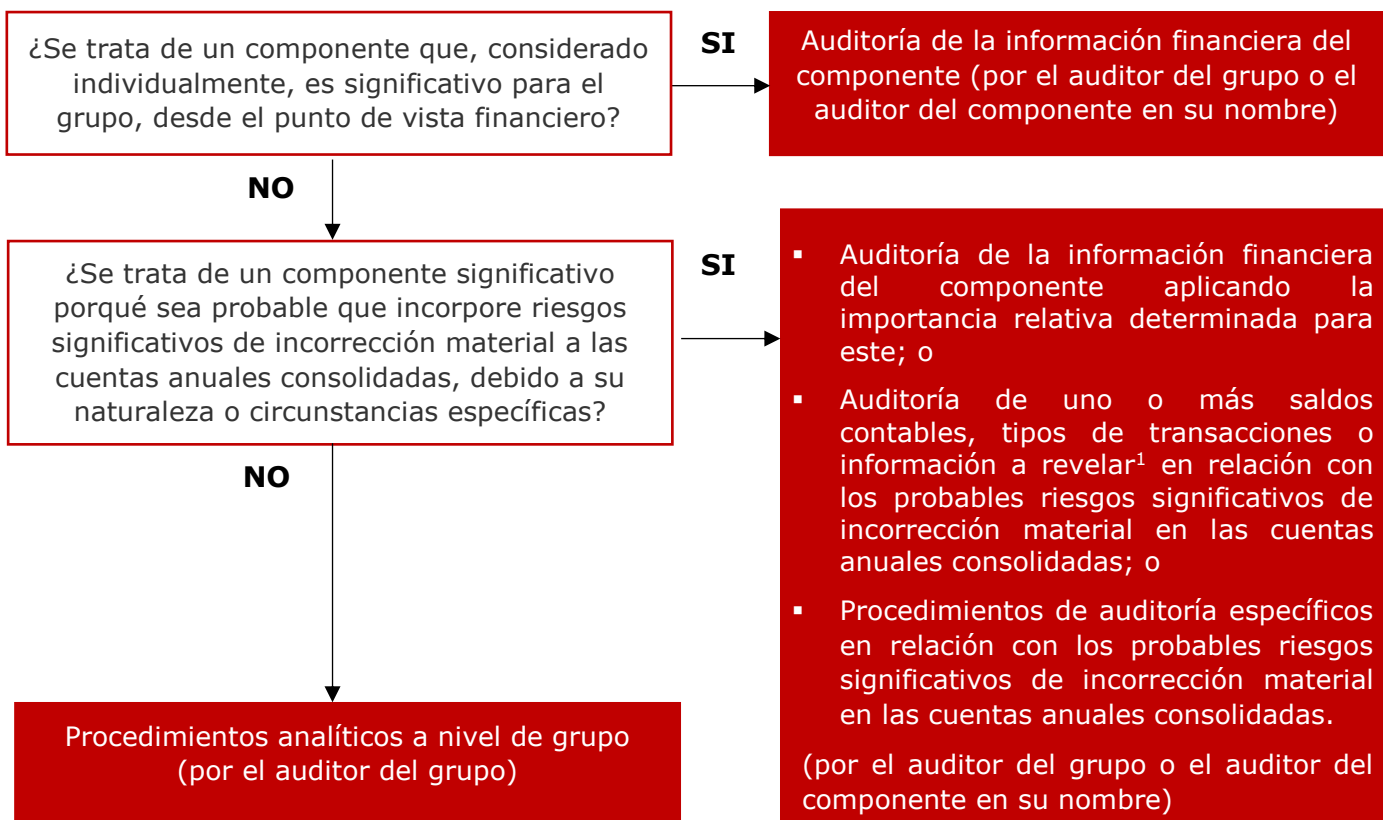 ¿Se trata de un componente que, considerado
individualmente, es significativo para el
grupo, desde el punto de vista financiero?
SI
Auditoría de la información financiera del
componente (por el auditor del grupo o el
auditor del componente en su nombre)
NO
¿Se trata de un componente significativo
porqué sea probable que incorpore riesgos
significativos de incorrección material a las
cuentas anuales consolidadas, debido a su
naturaleza o circunstancias específicas?
SI
▪ Auditoría de la información financiera
del componente aplicando la
importancia relativa determinada para
este; o
▪ Auditoría de uno o más saldos
contables, tipos de transacciones o
información a revelar¹ en relación con
los probables riesgos significativos de
incorrección material en las cuentas
anuales consolidadas; o
▪ Procedimientos de auditoría específicos
en relación con los probables riesgos
significativos de incorrección material
en las cuentas anuales consolidadas.
(por el auditor del grupo o el auditor del
componente en su nombre)
NO
Procedimientos analíticos a nivel de grupo
(por el auditor del grupo)